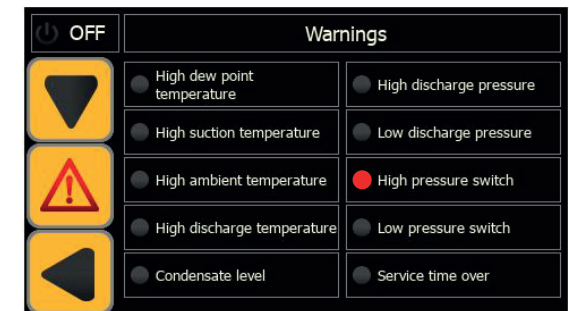 OFF
Warnings
High dew point
temperature
High discharge pressure
High suction temperature
Low discharge pressure
High ambient temperature
High pressure switch
High discharge temperature
Low pressure switch
Condensate level
Service time over